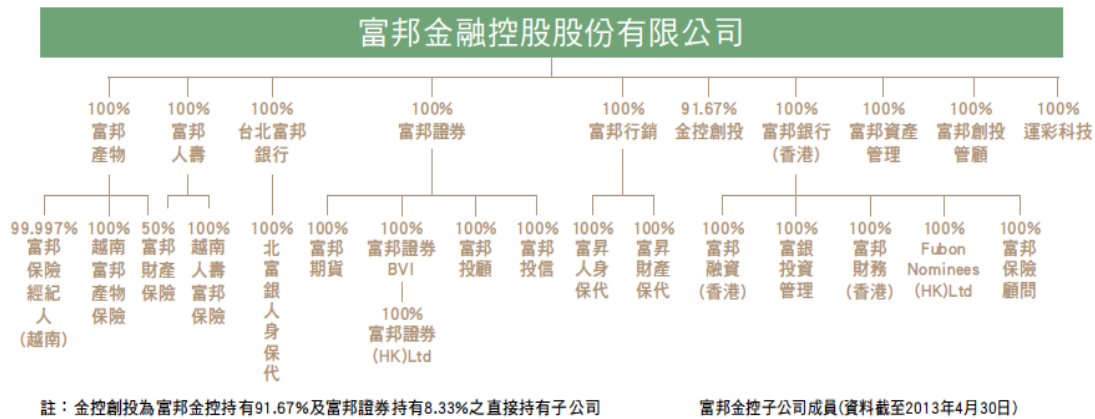 富邦金融控股股份有限公司
100%
富邦
產物
100%
富邦
人壽
100%
台北富邦
銀行
100%
富邦證券
100%
富邦行銷
91.67%
金控創投
100%
富邦銀行
(香港)
100%
富邦資產
管理
100%
富邦創投
管顧
100%
運彩科技
99.997%
富邦
保險
經紀
人
(越南)
100%
越南
富邦
產物
保險
50%
富邦
財產
保險
100%
越南
人壽
富邦
保險
100%
北
富
銀
人
身
保
代
100%
富邦
期貨
100%
富邦證券
BVI
100%
富邦證券
(HK)Ltd
100%
富邦
投顧
100%
富邦
投信
100%
富昇
人身
保代
100%
富昇
財產
保代
100%
富邦
融資
(香港)
100%
富銀
投資
管理
100%
富邦
財務
(香港)
100%
Fubon
Nominees
(HK)Ltd
100%
富邦
保險
顧問
註：金控創投為富邦金控持有91.67%及富邦證券持有8.33%之直接持有子公司
富邦金控子公司成員(資料截至2013年4月30日)